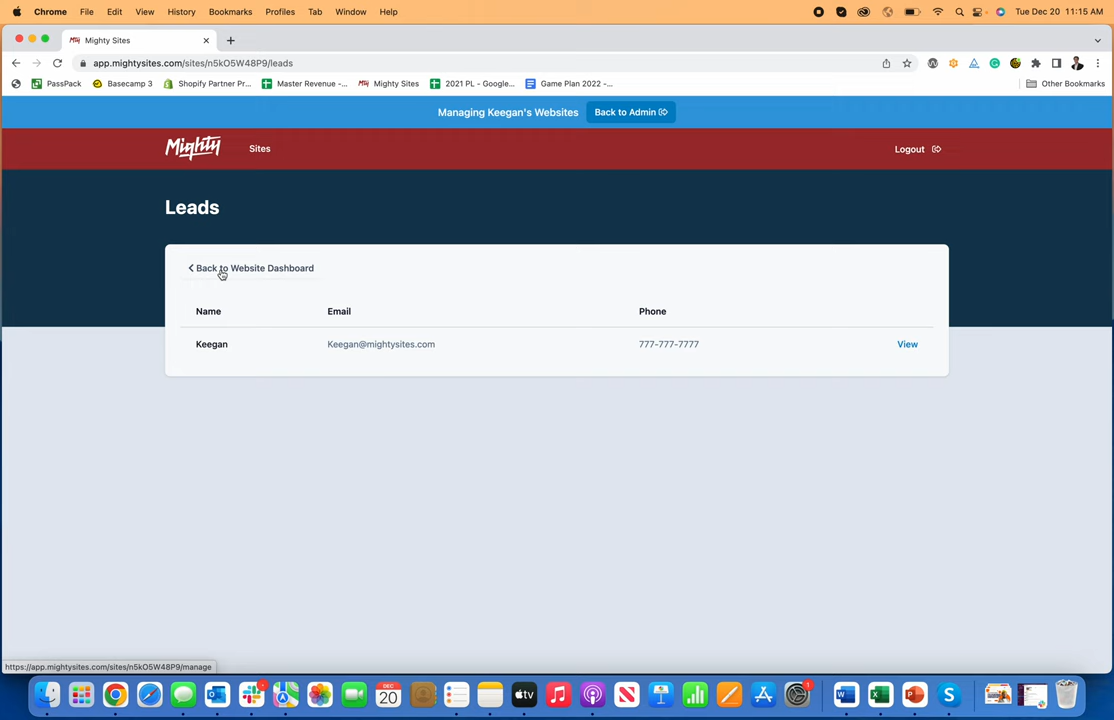 Chrome File Edit View History Bookmarks Profiles Tab Window Help Tue Dec 20 11:15 AM
Mighty Sites
app.mightysites.com/sites/n5kO5W48P9/leads
PassPack Basecamp 3 Shopify Partner Pr... Master Revenue -... Mighty Sites 2021 PL - Google... Game Plan 2022 -... Other Bookmarks
Managing Keegan's Websites Back to Admin
Mighty Sites Logout
Leads
Back to Website Dashboard
Name Email Phone
Keegan Keegan@mightysites.com 777-777-7777 View
https://app.mightysites.com/sites/n5kO5W48P9/manage